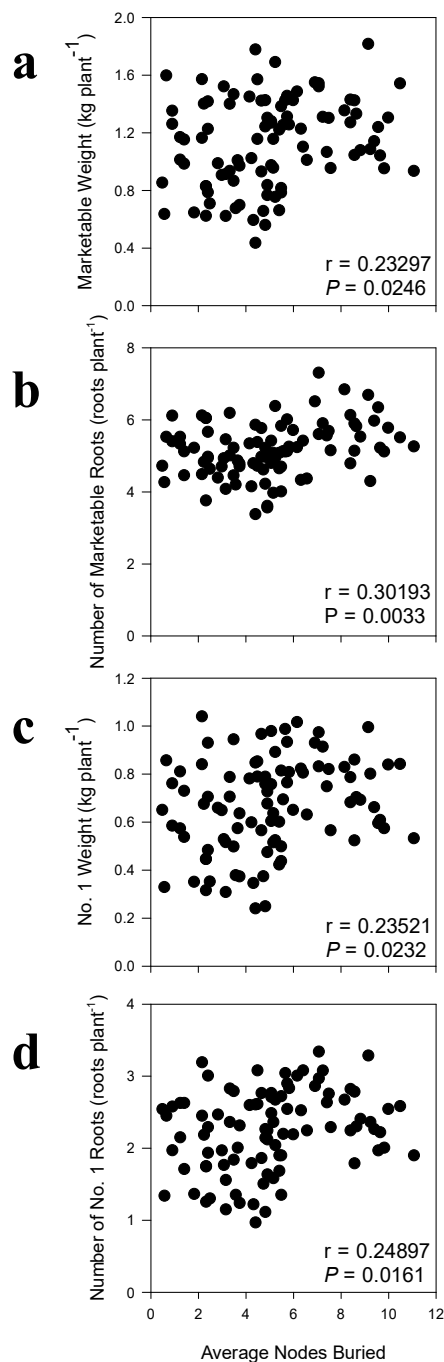 a
Marketable Weight (kg plant⁻¹)
2.0
1.6
1.2
0.8
0.4
0.0
r = 0.23297
P = 0.0246
b
Number of Marketable Roots (roots plant⁻¹)
8
6
4
2
0
r = 0.30193
P = 0.0033
c
No. 1 Weight (kg plant⁻¹)
1.2
1.0
0.8
0.6
0.4
0.2
0.0
r = 0.23521
P = 0.0232
d
Number of No. 1 Roots (roots plant⁻¹)
4
3
2
1
0
r = 0.24897
P = 0.0161
0 2 4 6 8 10 12
Average Nodes Buried